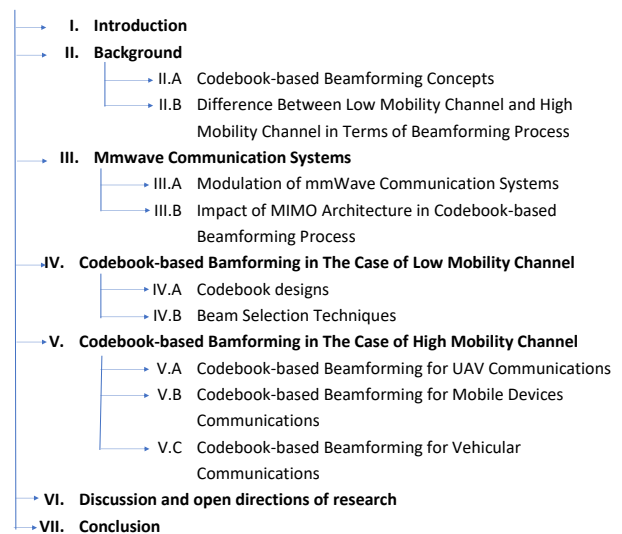 I. Introduction
II. Background
II.A Codebook-based Beamforming Concepts
II.B Difference Between Low Mobility Channel and High
Mobility Channel in Terms of Beamforming Process
III. Mmwave Communication Systems
III.A Modulation of mmWave Communication Systems
III.B Impact of MIMO Architecture in Codebook-based
Beamforming Process
IV. Codebook-based Bamforming in The Case of Low Mobility Channel
IV.A Codebook designs
IV.B Beam Selection Techniques
V. Codebook-based Bamforming in The Case of High Mobility Channel
V.A Codebook-based Beamforming for UAV Communications
V.B Codebook-based Beamforming for Mobile Devices
Communications
V.C Codebook-based Beamforming for Vehicular
Communications
VI. Discussion and open directions of research
VII. Conclusion